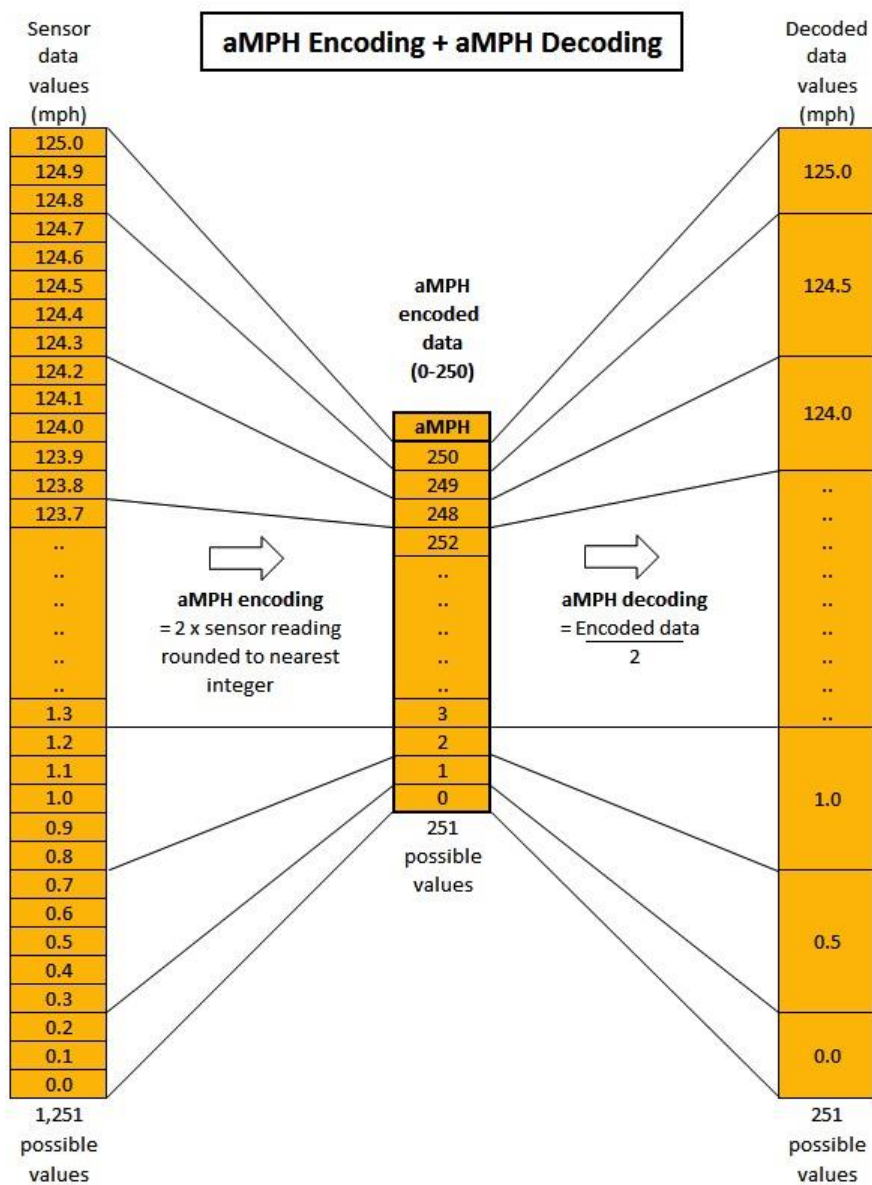 aMPH Encoding + aMPH Decoding
Sensor
data
values
(mph)
125.0
124.9
124.8
124.7
124.6
124.5
124.4
124.3
124.2
124.1
124.0
123.9
123.8
123.7
..
..
..
..
..
..
1.3
1.2
1.1
1.0
0.9
0.8
0.7
0.6
0.5
0.4
0.3
0.2
0.1
0.0
1,251
possible
values
aMPH encoding
= 2 x sensor reading
rounded to nearest
integer
aMPH
encoded
data
(0-250)
aMPH
250
249
248
252
..
..
..
..
..
3
2
1
0
251
possible
values
aMPH decoding
= Encoded data
2
Decoded
data
values
(mph)
125.0
124.5
124.0
..
..
..
..
..
..
..
..
..
1.0
0.5
0.0
251
possible
values